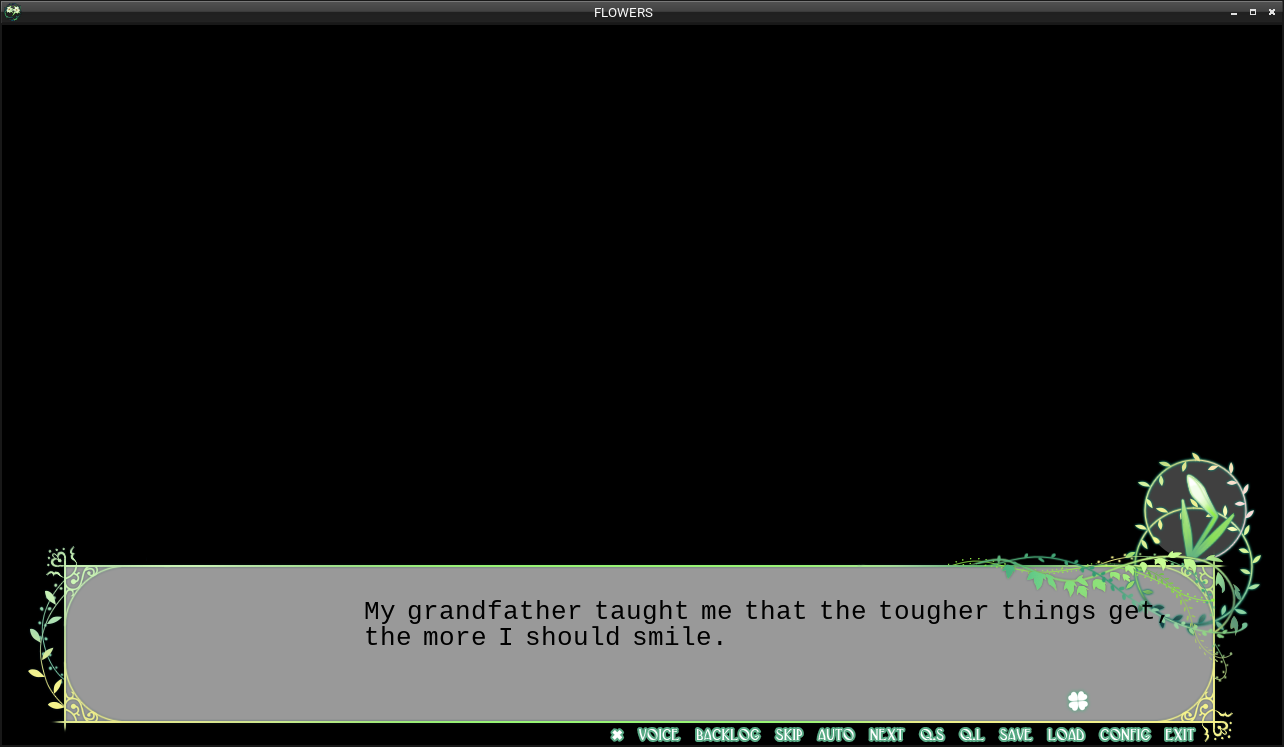 FLOWERS
My grandfather taught me that the tougher things get,
the more I should smile.
VOICE BACKLOG SKIP AUTO NEXT Q.S Q.L SAVE LOAD CONFIG EXIT